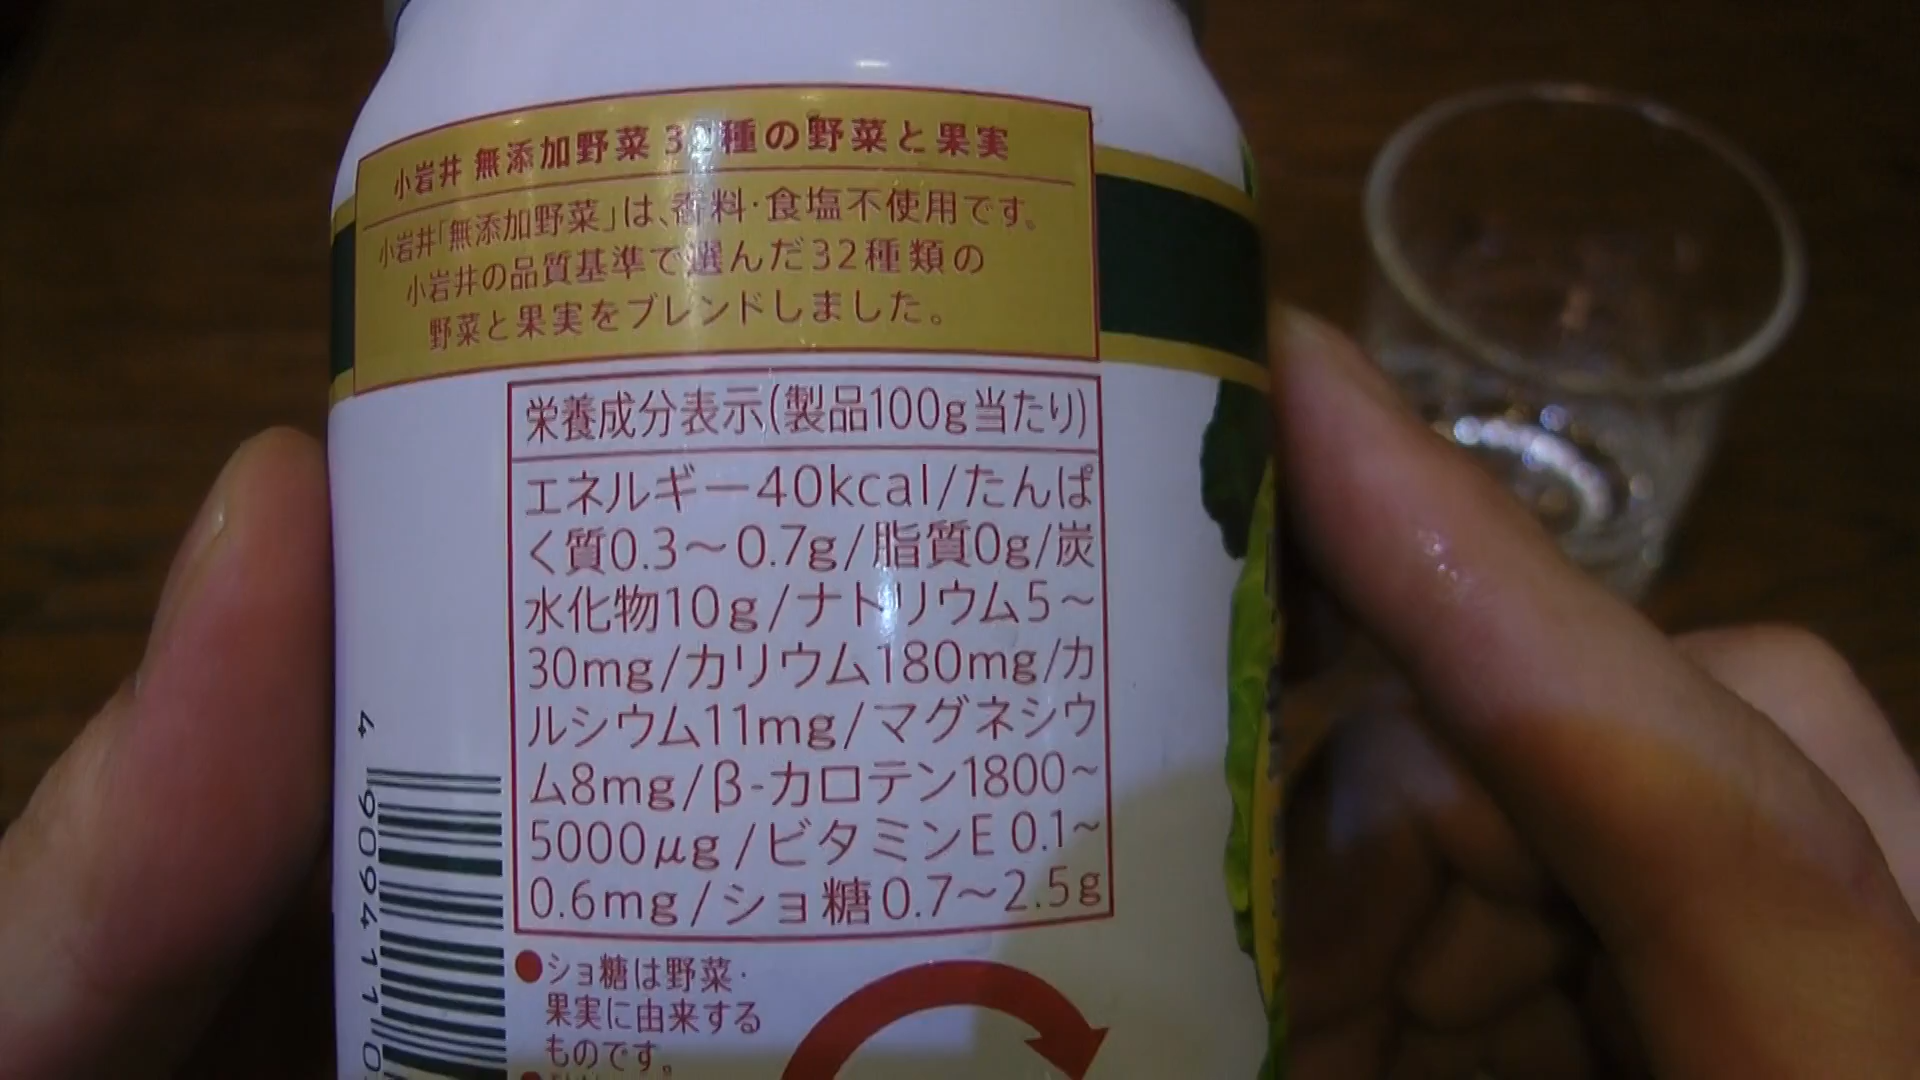 小岩井 無添加野菜 32種の野菜と果実
小岩井「無添加野菜」は、香料·食塩不使用です。
小岩井の品質基準で選んだ32種類の
野菜と果実をブレンドしました。
栄養成分表示(製品100g当たり)
エネルギー40kcal/たんぱ
く質0.3～0.7g/脂質0g/炭
水化物10g/ナトリウム5～
30mg/カリウム180mg/カ
ルシウム11mg/マグネシウ
ム8mg/β-カロテン1800～
5000μg/ビタミンE 0.1～
0.6mg/ショ糖0.7～2.5g
●ショ糖は野菜·
果実に由来する
ものです。
4 909411 0